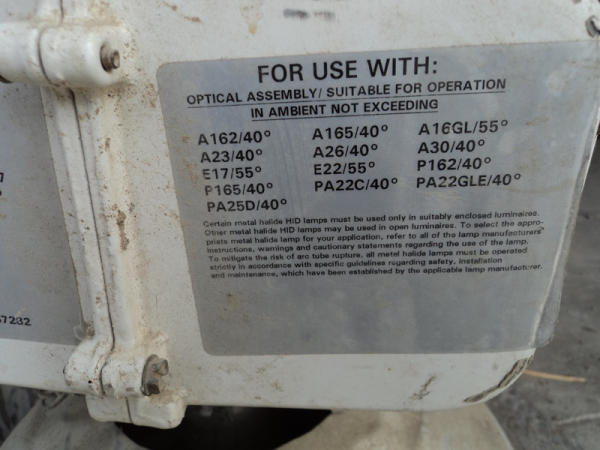 FOR USE WITH:
OPTICAL ASSEMBLY/ SUITABLE FOR OPERATION
IN AMBIENT NOT EXCEEDING
A162/40° A165/40° A16GL/55°
A23/40° A26/40° A30/40°
E17/55° E22/55° P162/40°
P165/40° PA22C/40° PA22GLE/40°
PA25D/40°
Certain metal halide HID lamps must be used only in suitably enclosed luminaires.
Other metal halide HID lamps may be used in open luminaires. To select the appro-
priate metal halide lamp for your application, refer to all of the lamp manufacturers'
instructions, warnings and cautionary statements regarding the use of the lamp.
To mitigate the risk of arc tube rupture, all metel halide lamps must be operated
strictly in accordance with specific guidelines regarding safety, installation
and maintenance, which have been established by the applicable lamp manufacturer.
57282